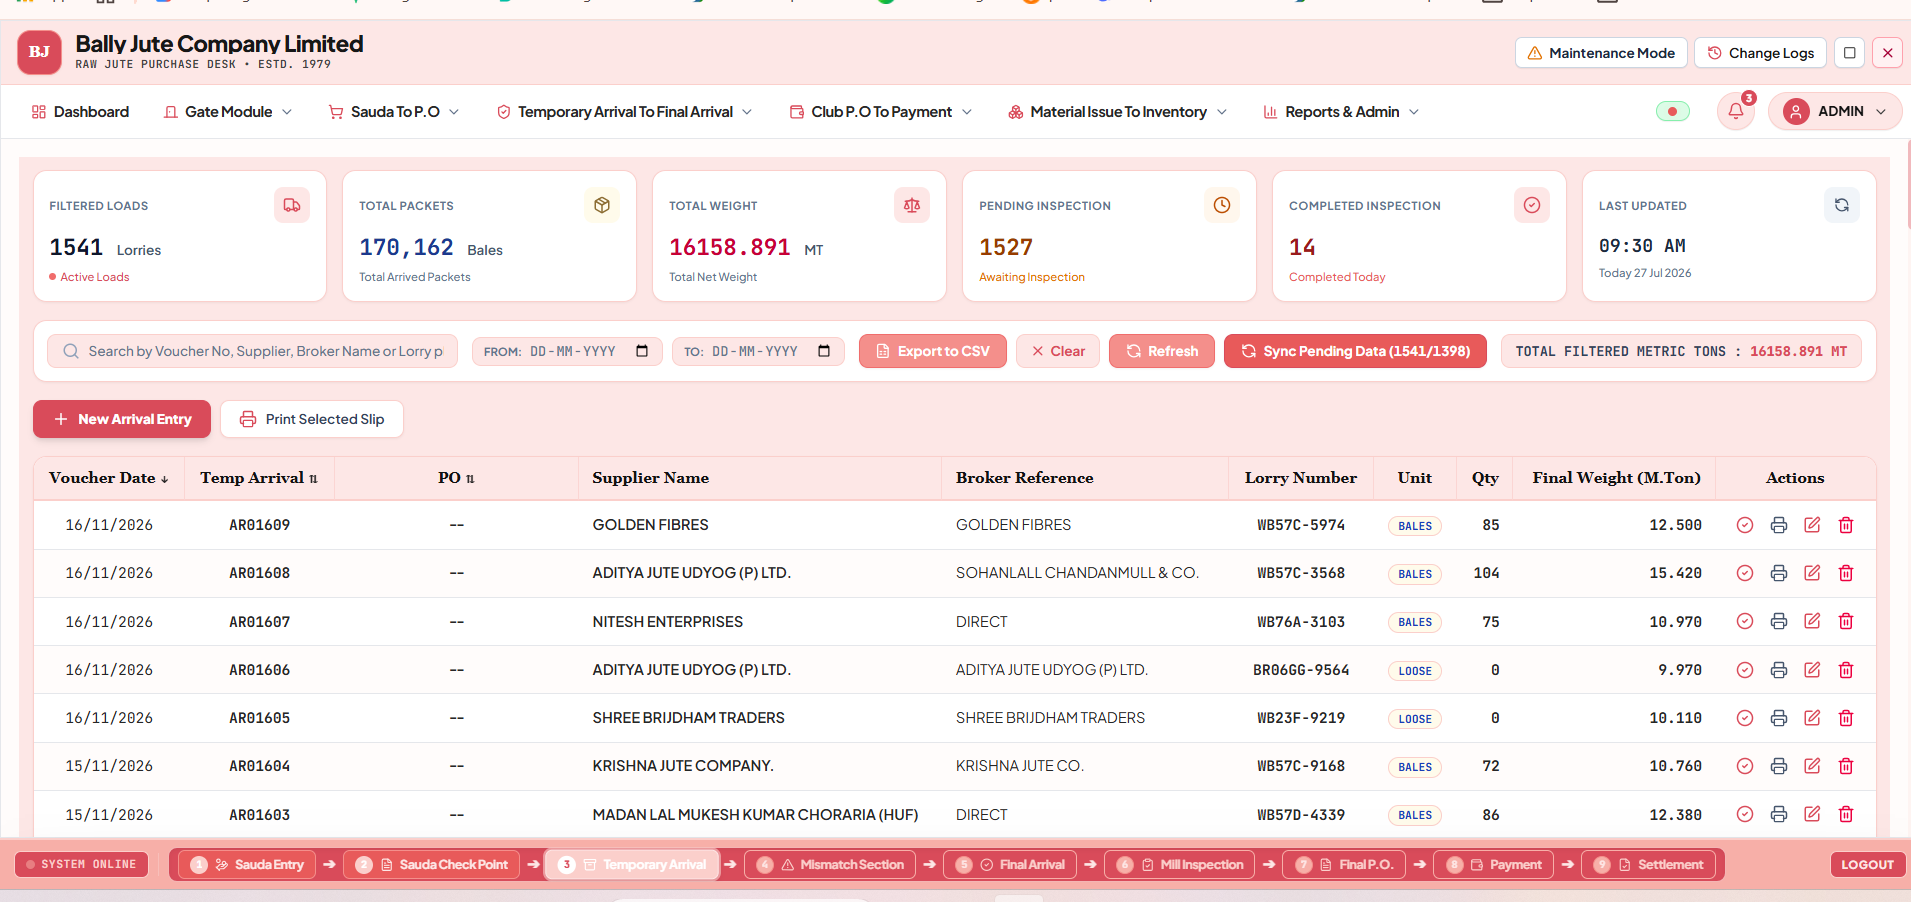 BJ
Bally Jute Company Limited
RAW JUTE PURCHASE DESK • ESTD. 1979
Maintenance Mode
Change Logs
Dashboard
Gate Module
Sauda To P.O
Temporary Arrival To Final Arrival
Club P.O To Payment
Material Issue To Inventory
Reports & Admin
3
ADMIN
FILTERED LOADS
1541 Lorries
Active Loads
TOTAL PACKETS
170,162 Bales
Total Arrived Packets
TOTAL WEIGHT
16158.891 MT
Total Net Weight
PENDING INSPECTION
1527
Awaiting Inspection
COMPLETED INSPECTION
14
Completed Today
LAST UPDATED
09:30 AM
Today 27 Jul 2026
Search by Voucher No, Supplier, Broker Name or Lorry p
FROM: DD-MM-YYYY
TO: DD-MM-YYYY
Export to CSV
Clear
Refresh
Sync Pending Data (1541/1398)
TOTAL FILTERED METRIC TONS : 16158.891 MT
New Arrival Entry
Print Selected Slip
Voucher Date ↓ Temp Arrival ⇅ PO ⇅ Supplier Name Broker Reference Lorry Number Unit Qty Final Weight (M.Ton) Actions
16/11/2026 AR01609 -- GOLDEN FIBRES GOLDEN FIBRES WB57C-5974 BALES 85 12.500
16/11/2026 AR01608 -- ADITYA JUTE UDYOG (P) LTD. SOHANLALL CHANDANMULL & CO. WB57C-3568 BALES 104 15.420
16/11/2026 AR01607 -- NITESH ENTERPRISES DIRECT WB76A-3103 BALES 75 10.970
16/11/2026 AR01606 -- ADITYA JUTE UDYOG (P) LTD. ADITYA JUTE UDYOG (P) LTD. BR06GG-9564 LOOSE 0 9.970
16/11/2026 AR01605 -- SHREE BRIJDHAM TRADERS SHREE BRIJDHAM TRADERS WB23F-9219 LOOSE 0 10.110
15/11/2026 AR01604 -- KRISHNA JUTE COMPANY. KRISHNA JUTE CO. WB57C-9168 BALES 72 10.760
15/11/2026 AR01603 -- MADAN LAL MUKESH KUMAR CHORARIA (HUF) DIRECT WB57D-4339 BALES 86 12.380
SYSTEM ONLINE
1 Sauda Entry
2 Sauda Check Point
3 Temporary Arrival
4 Mismatch Section
5 Final Arrival
6 Mill Inspection
7 Final P.O.
8 Payment
9 Settlement
LOGOUT